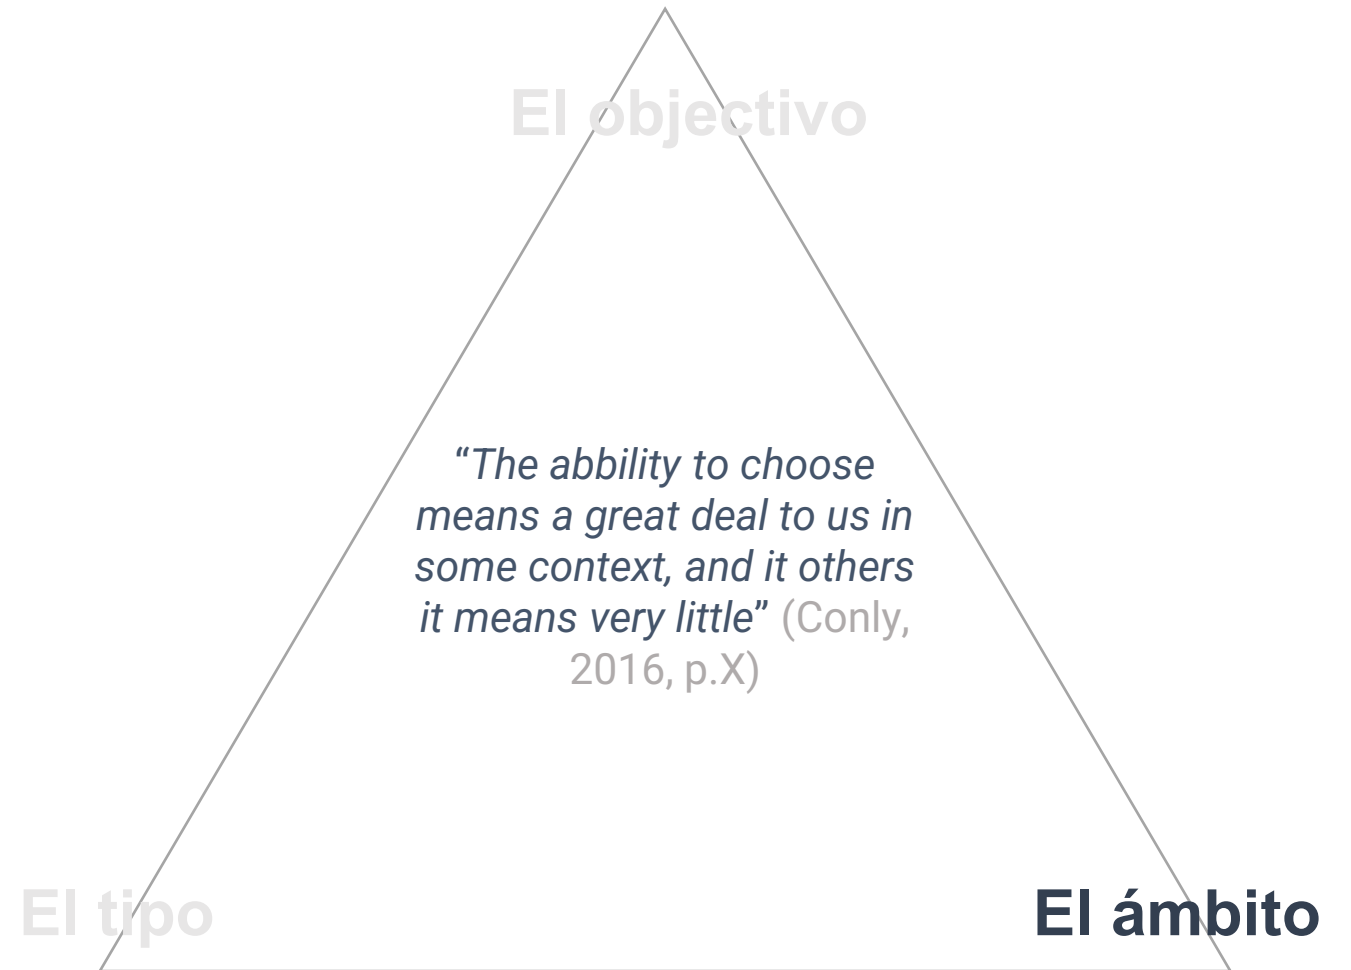 El objectivo
“The abbility to choose
means a great deal to us in
some context, and it others
it means very little” (Conly,
2016, p.X)
El tipo
El ámbito